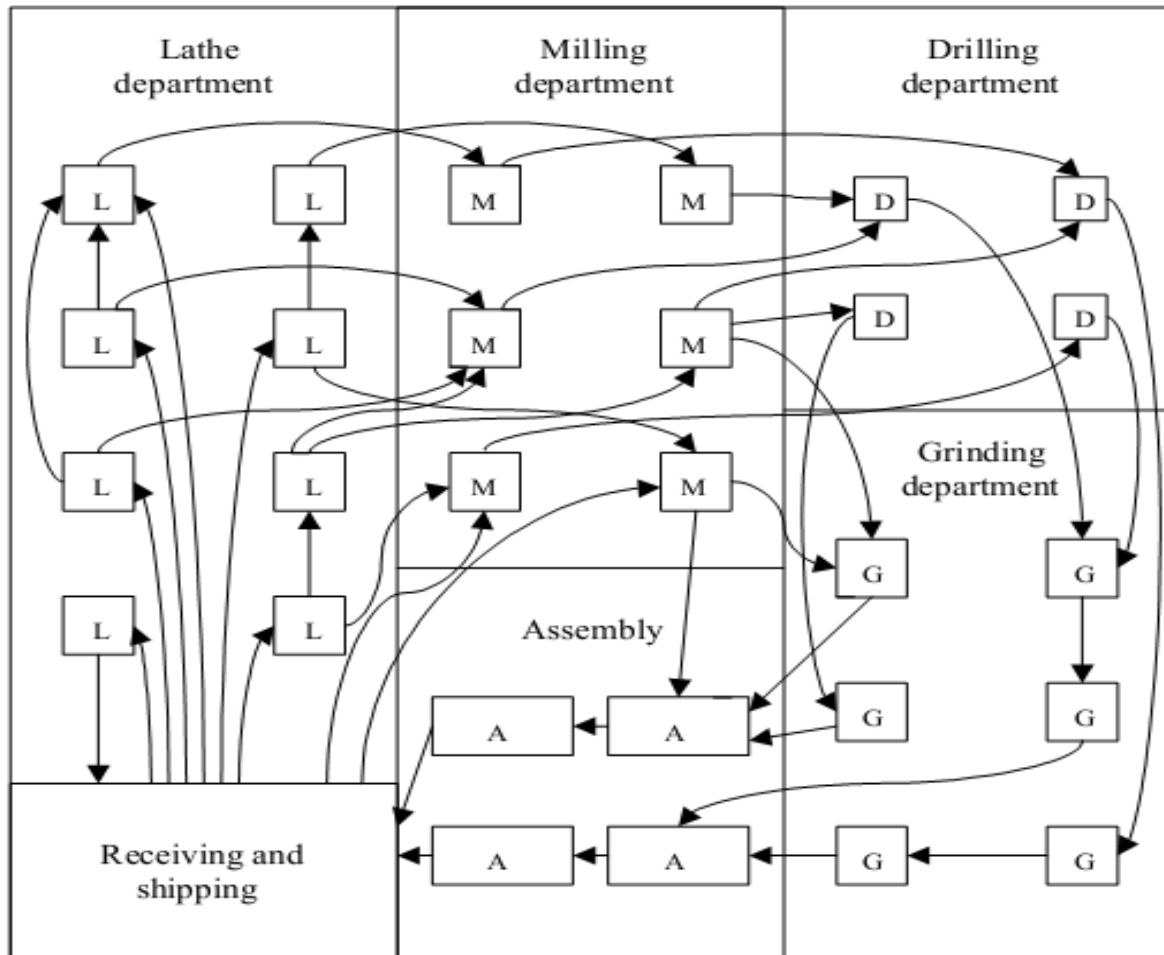 Lathe
department
Milling
department
Drilling
department
L
L
M
M
D
D
L
L
M
M
D
D
L
L
M
M
Grinding
department
G
G
L
L
Assembly
A
A
G
G
Receiving and
shipping
A
A
G
G